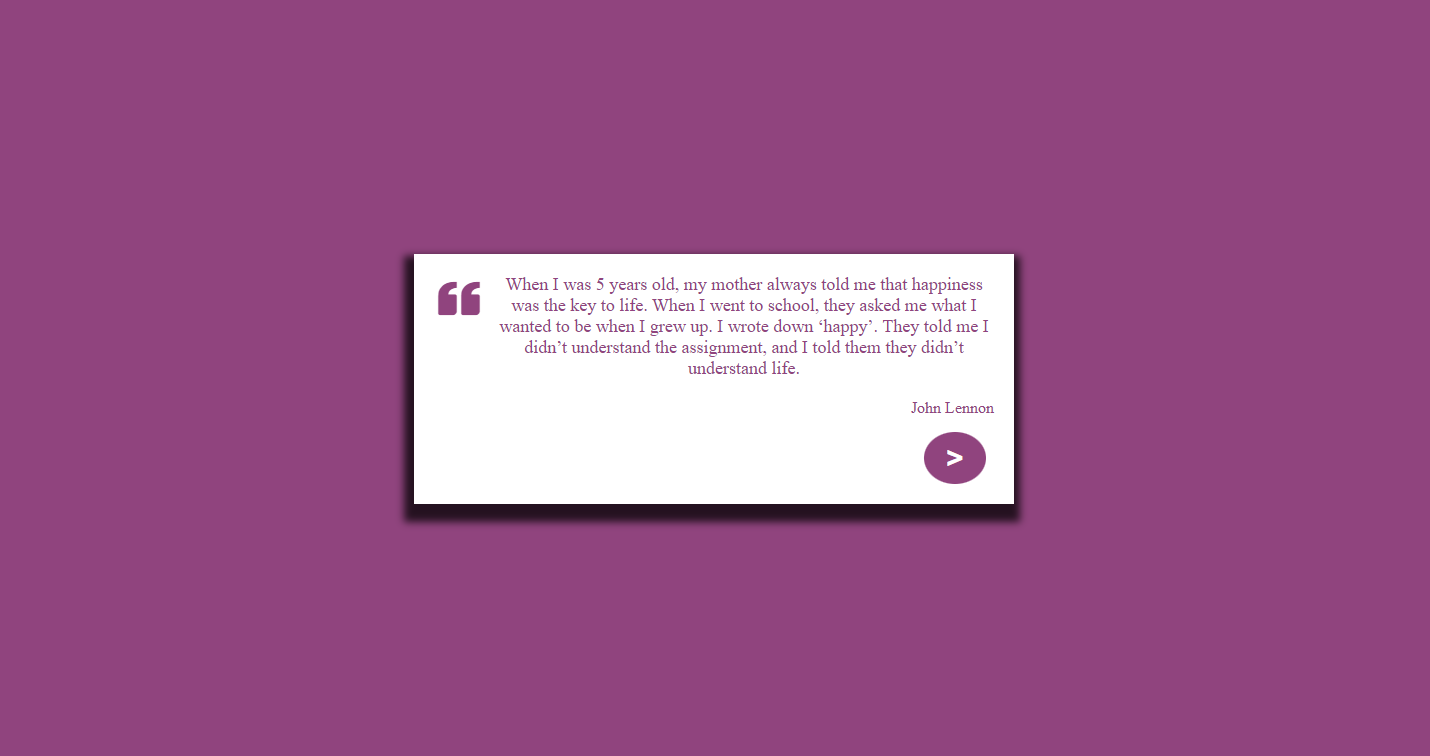 When I was 5 years old, my mother always told me that happiness
was the key to life. When I went to school, they asked me what I
wanted to be when I grew up. I wrote down ‘happy’. They told me I
didn’t understand the assignment, and I told them they didn’t
understand life.
John Lennon
>